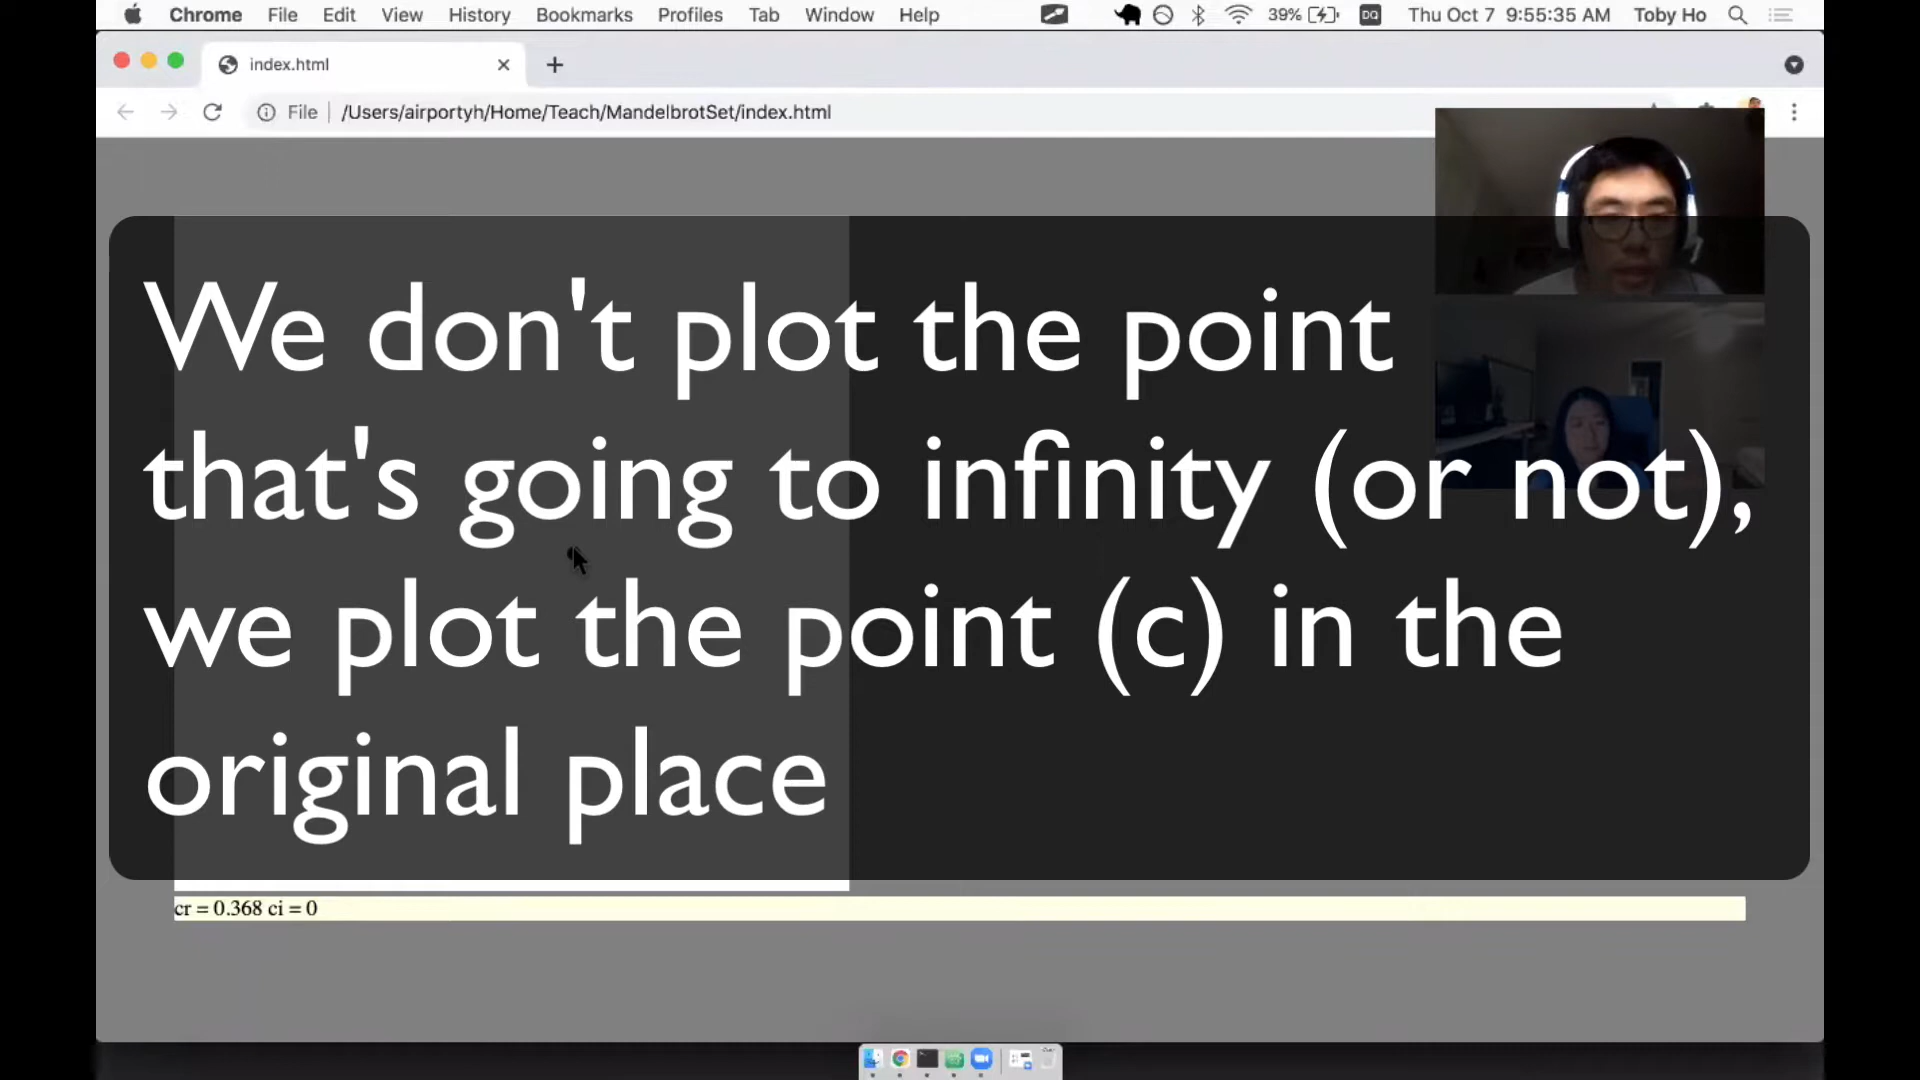 Chrome File Edit View History Bookmarks Profiles Tab Window Help 39% DQ Thu Oct 7 9:55:35 AM Toby Ho
index.html
File /Users/airportyh/Home/Teach/MandelbrotSet/index.html
We don't plot the point
that's going to infinity (or not),
we plot the point (c) in the
original place
cr = 0.368 ci = 0